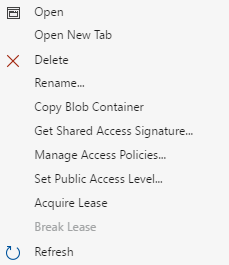 Open
Open New Tab
Delete
Rename...
Copy Blob Container
Get Shared Access Signature...
Manage Access Policies...
Set Public Access Level...
Acquire Lease
Break Lease
Refresh